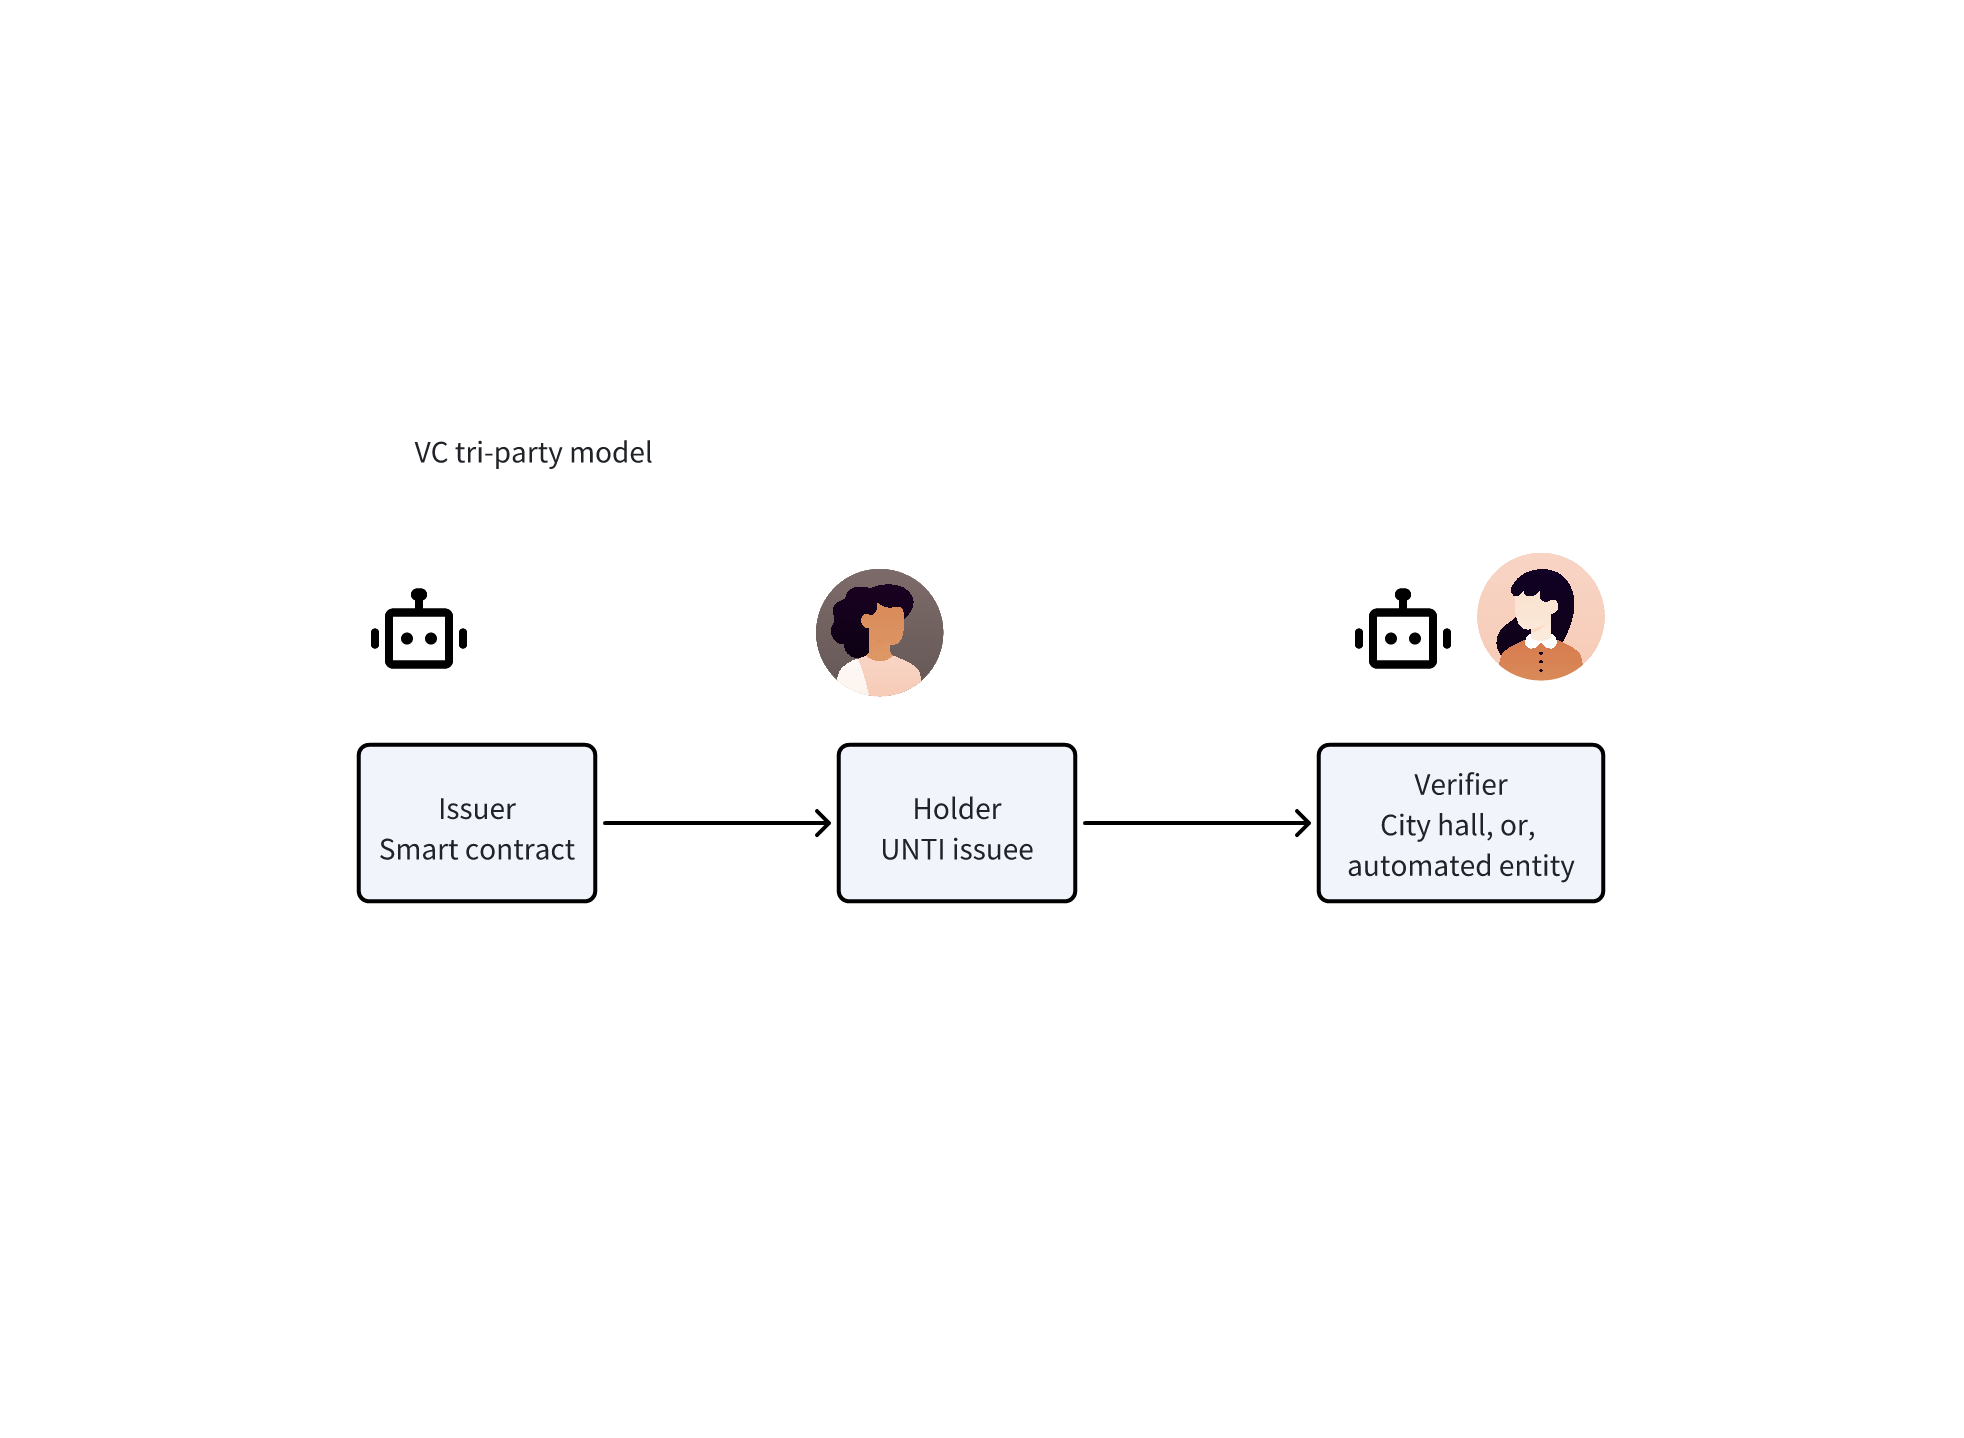 VC tri-party model
Issuer
Smart contract
Holder
UNTI issuee
Verifier
City hall, or,
automated entity